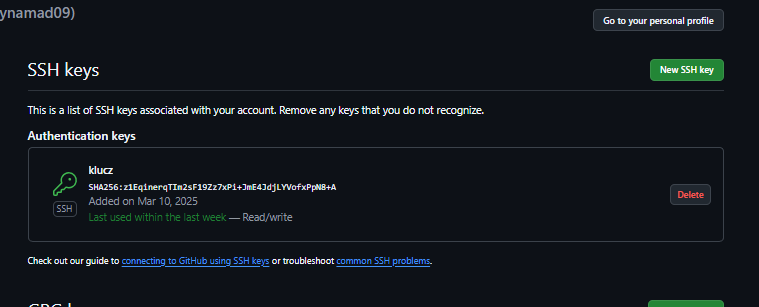 ynamad09)
Go to your personal profile
SSH keys
New SSH key
This is a list of SSH keys associated with your account. Remove any keys that you do not recognize.
Authentication keys
klucz
SHA256:z1EqinerqTIm2sF19Zz7xPi+JmE4JdjLYVofxPpN8+A
SSH
Added on Mar 10, 2025
Last used within the last week — Read/write
Delete
Check out our guide to connecting to GitHub using SSH keys or troubleshoot common SSH problems.